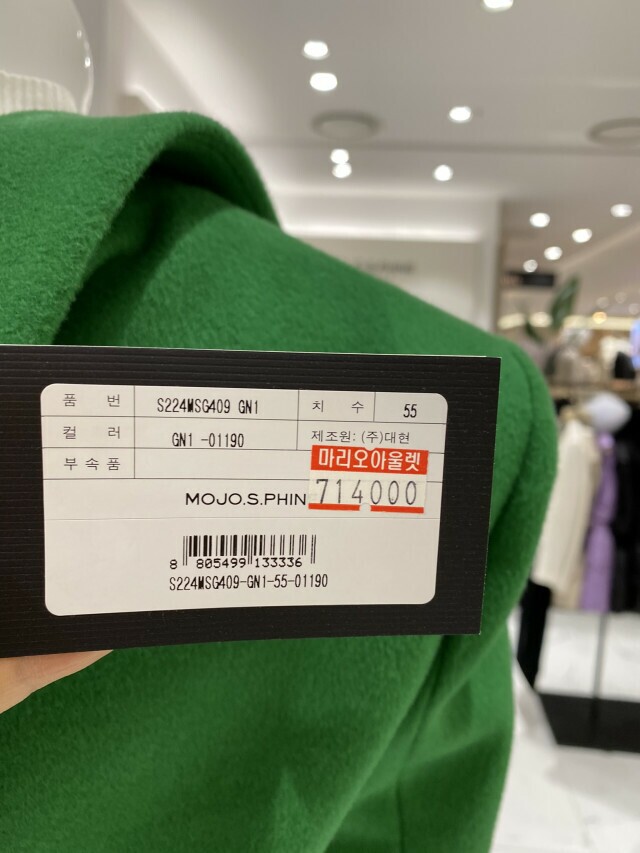 품 번 S224MSG409 GN1 치 수 55
컬 러 GN1 -01190 제조원: (주)대현
부 속 품 마리오아울렛
MOJO.S.PHIN 714000
8 805499 133336
S224MSG409-GN1-55-01190